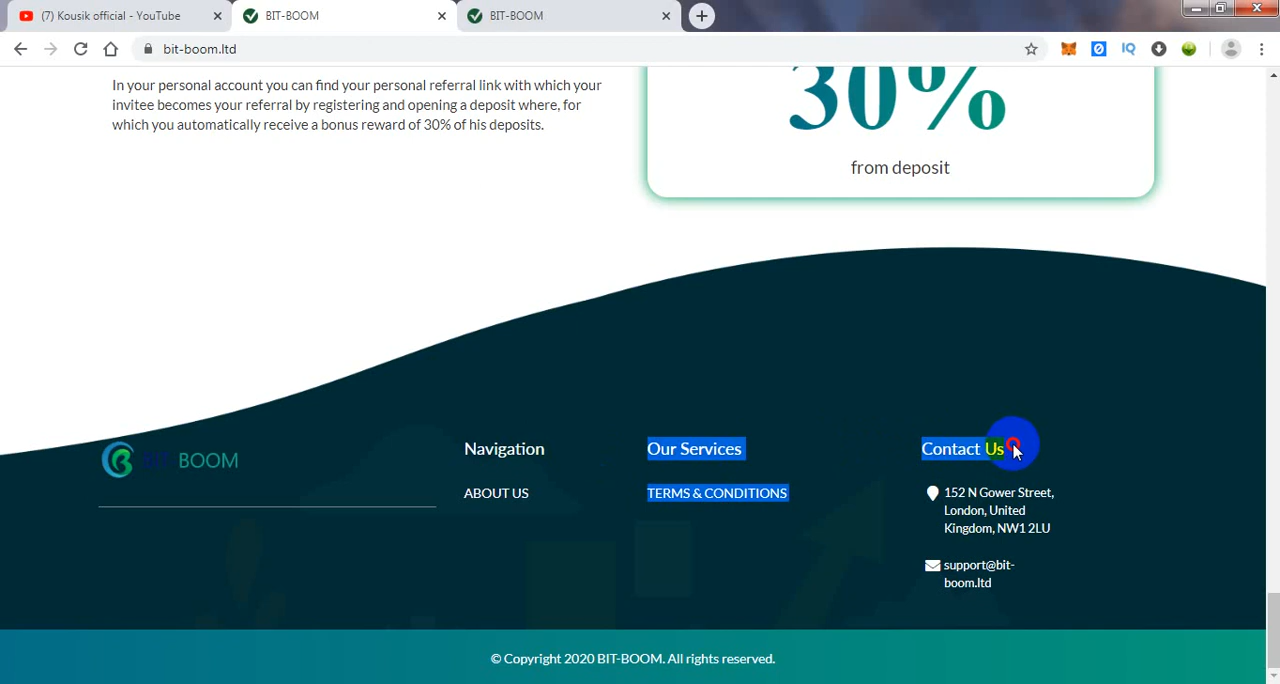 (7) Kousik official - YouTube
BIT-BOOM
BIT-BOOM
bit-boom.ltd
IQ
In your personal account you can find your personal referral link with which your
invitee becomes your referral by registering and opening a deposit where, for
which you automatically receive a bonus reward of 30% of his deposits.
30%
from deposit
BIT BOOM
Navigation
ABOUT US
Our Services
TERMS & CONDITIONS
Contact Us
152 N Gower Street,
London, United
Kingdom, NW1 2LU
support@bit-
boom.ltd
© Copyright 2020 BIT-BOOM. All rights reserved.